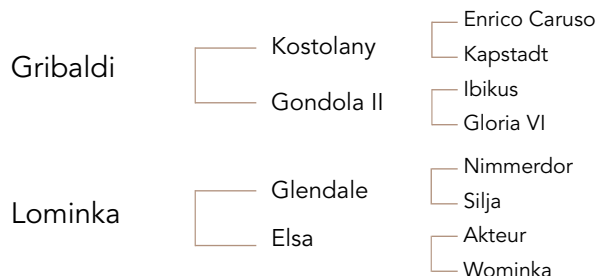 Gribaldi
Kostolany
Enrico Caruso
Kapstadt
Gondola II
Ibikus
Gloria VI
Lominka
Glendale
Nimmerdor
Silja
Elsa
Akteur
Wominka